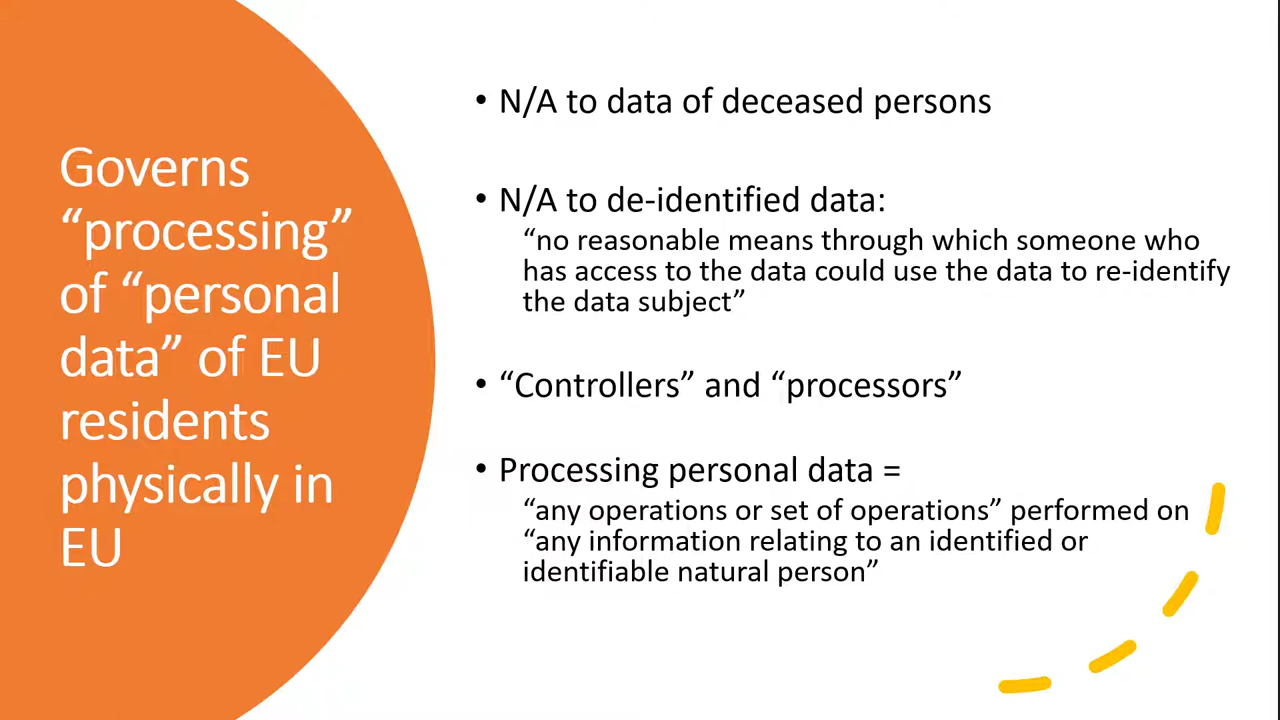 Governs
“processing”
of “personal
data” of EU
residents
physically in
EU
• N/A to data of deceased persons
• N/A to de-identified data:
“no reasonable means through which someone who
has access to the data could use the data to re-identify
the data subject”
• “Controllers” and “processors”
• Processing personal data =
“any operations or set of operations” performed on
“any information relating to an identified or
identifiable natural person”